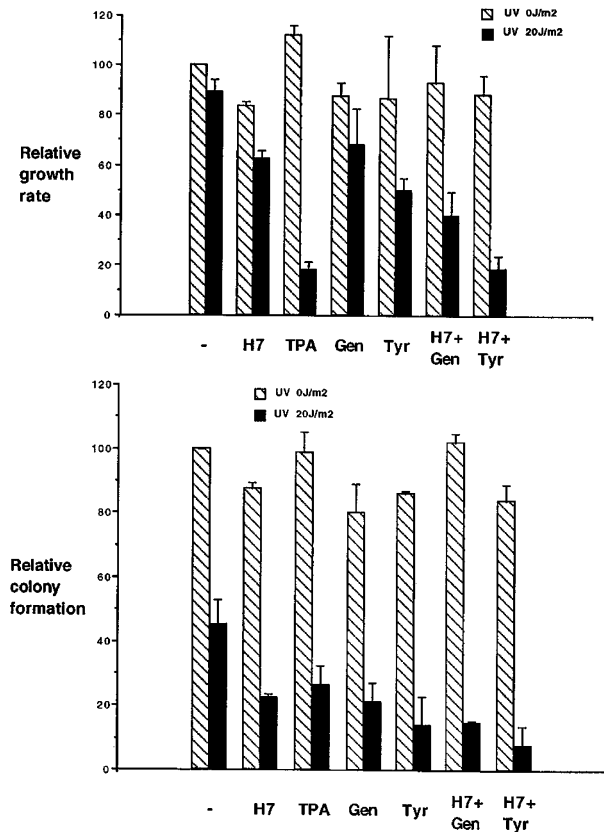 UV 0J/m2
UV 20J/m2
120
100
80
60
40
20
0
Relative
growth
rate
- H7 TPA Gen Tyr H7+ Gen H7+ Tyr
120
100
80
60
40
20
0
UV 0J/m2
UV 20J/m2
Relative
colony
formation
- H7 TPA Gen Tyr H7+ Gen H7+ Tyr